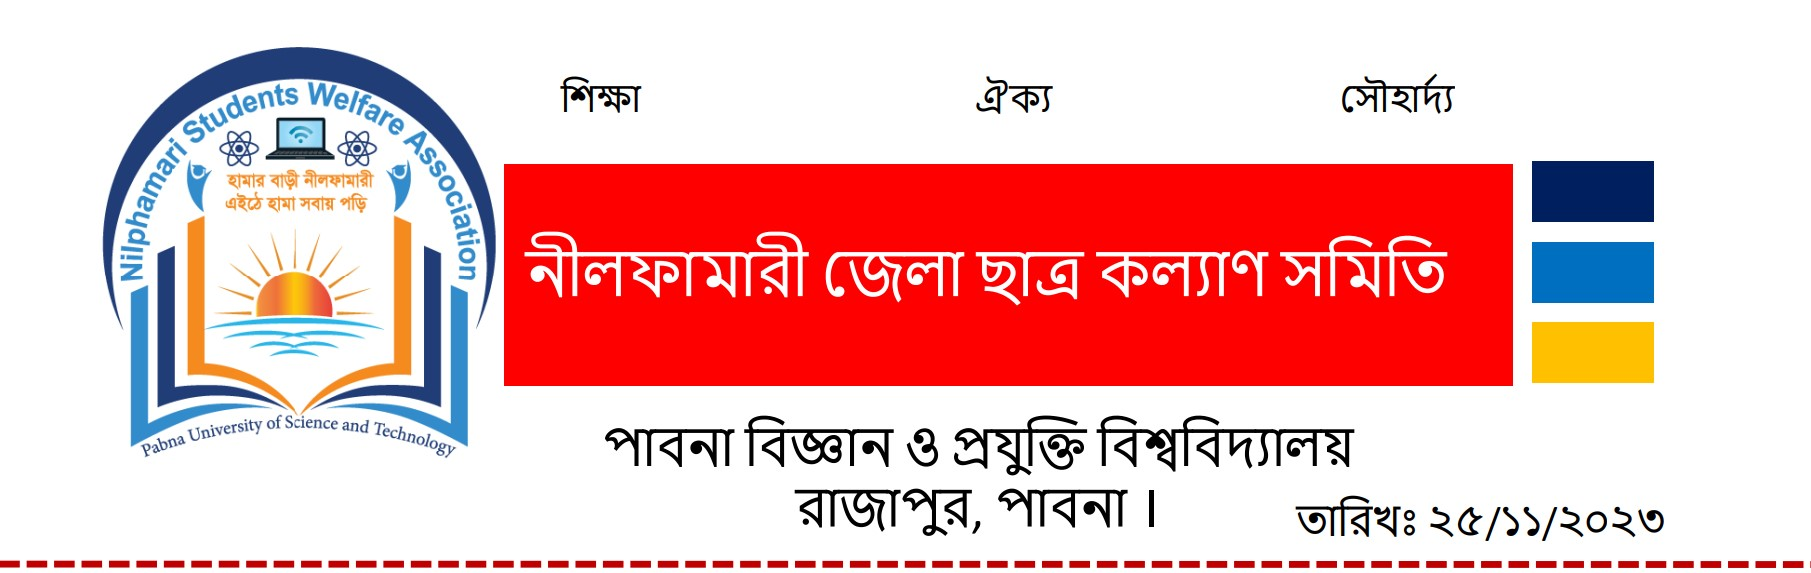 শিক্ষা ঐক্য সৌহার্দ্য
Nilphamari Students Welfare Association
হামার বাড়ী নীলফামারী
এইঠে হামা সবায় পড়ি
Pabna University of Science and Technology
নীলফামারী জেলা ছাত্র কল্যাণ সমিতি
পাবনা বিজ্ঞান ও প্রযুক্তি বিশ্ববিদ্যালয়
রাজাপুর, পাবনা ।
তারিখঃ ২৫/১১/২০২৩